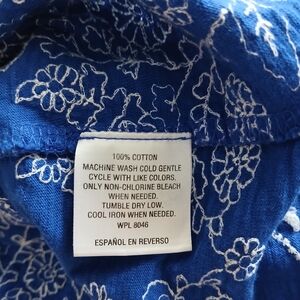 100% COTTON
MACHINE WASH COLD GENTLE
CYCLE WITH LIKE COLORS.
ONLY NON-CHLORINE BLEACH
WHEN NEEDED.
TUMBLE DRY LOW.
COOL IRON WHEN NEEDED.
WPL 8046
ESPAÑOL EN REVERSO